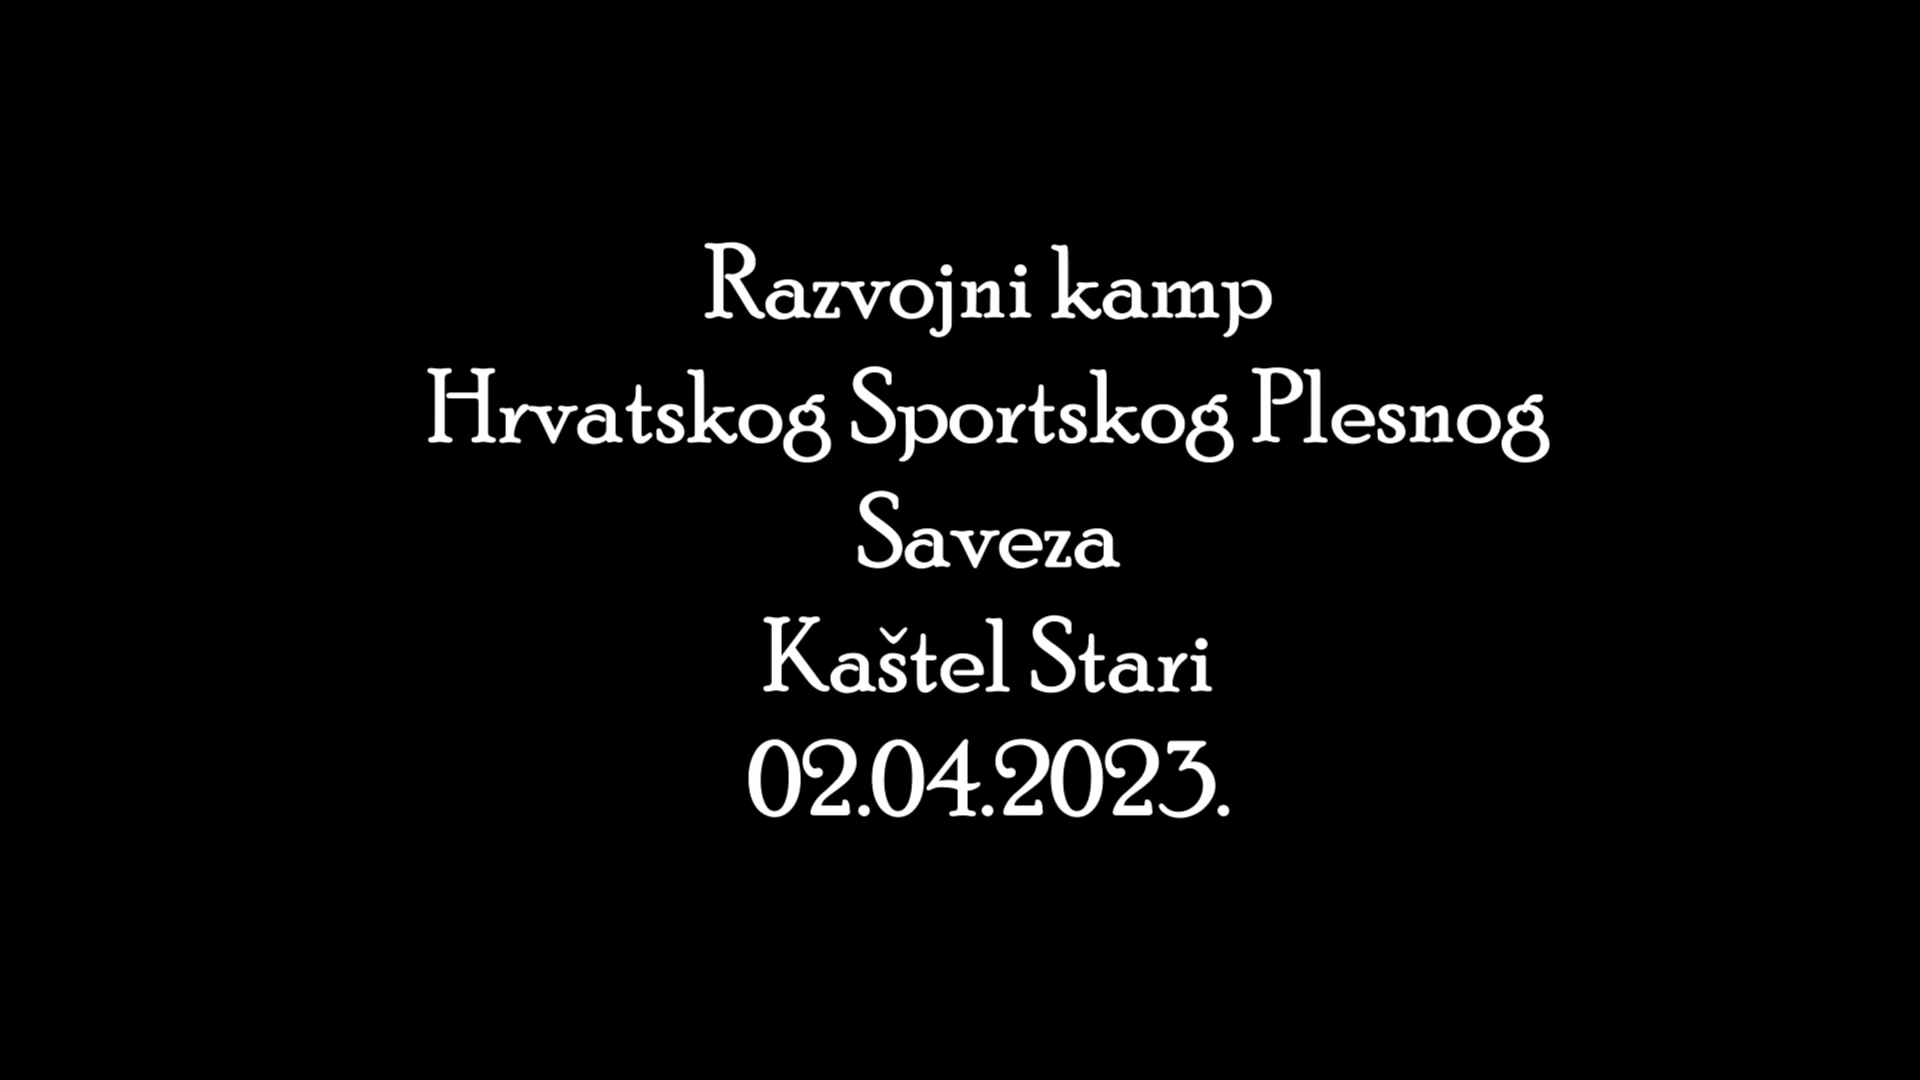 Razvojni kamp
Hrvatskog Sportskog Plesnog
Saveza
Kaštel Stari
02.04.2023.